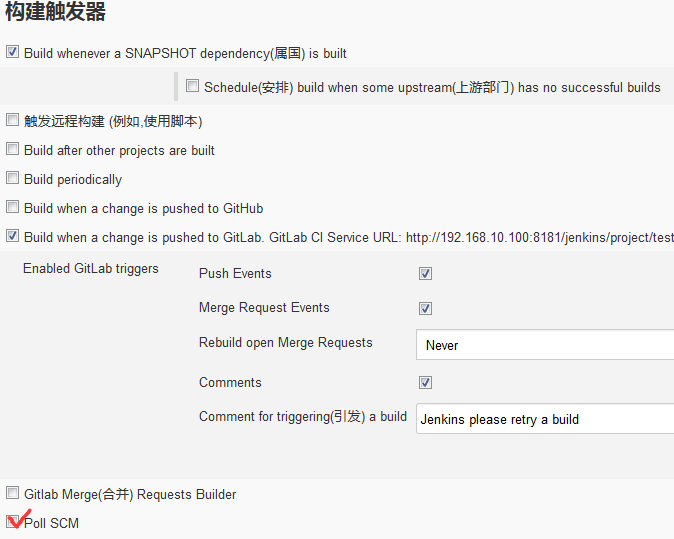 构建触发器
Build whenever a SNAPSHOT dependency(属国) is built
Schedule(安排) build when some upstream(上游部门) has no successful builds
触发远程构建 (例如,使用脚本)
Build after other projects are built
Build periodically
Build when a change is pushed to GitHub
Build when a change is pushed to GitLab. GitLab CI Service URL: http://192.168.10.100:8181/jenkins/project/test
Enabled GitLab triggers
Push Events
Merge Request Events
Rebuild open Merge Requests
Never
Comments
Comment for triggering(引发) a build
Jenkins please retry a build
Gitlab Merge(合并) Requests Builder
Poll SCM